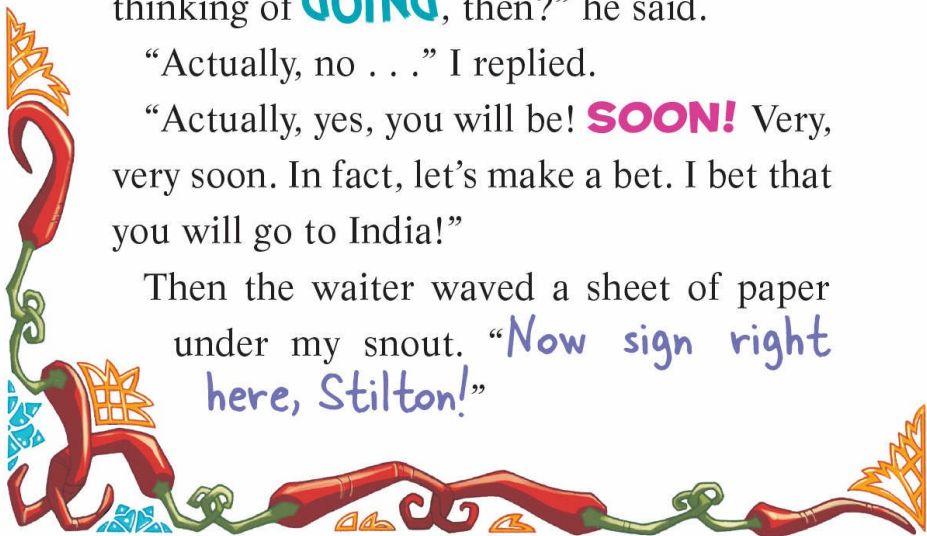 thinking of GOING, then?” he said.
“Actually, no . . .” I replied.
“Actually, yes, you will be! SOON! Very,
very soon. In fact, let’s make a bet. I bet that
you will go to India!”
Then the waiter waved a sheet of paper
under my snout. “Now sign right
here, Stilton!”